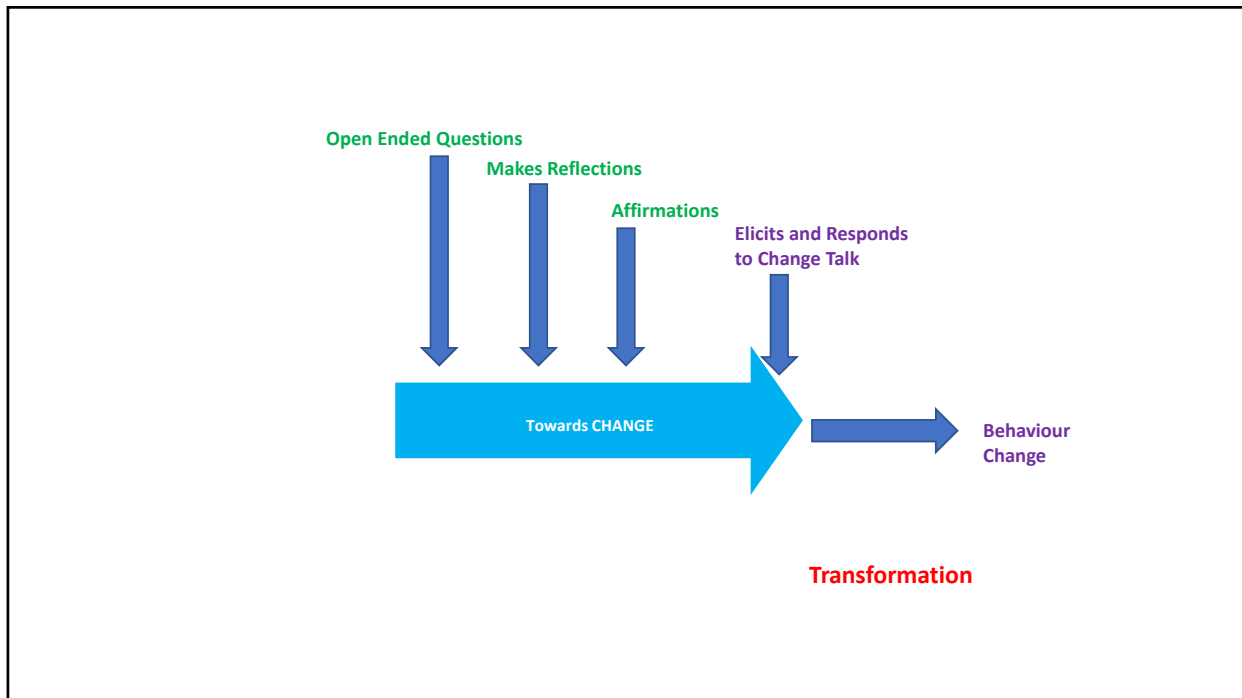 Open Ended Questions
Makes Reflections
Affirmations
Elicits and Responds
to Change Talk
Towards CHANGE
Behaviour
Change
Transformation